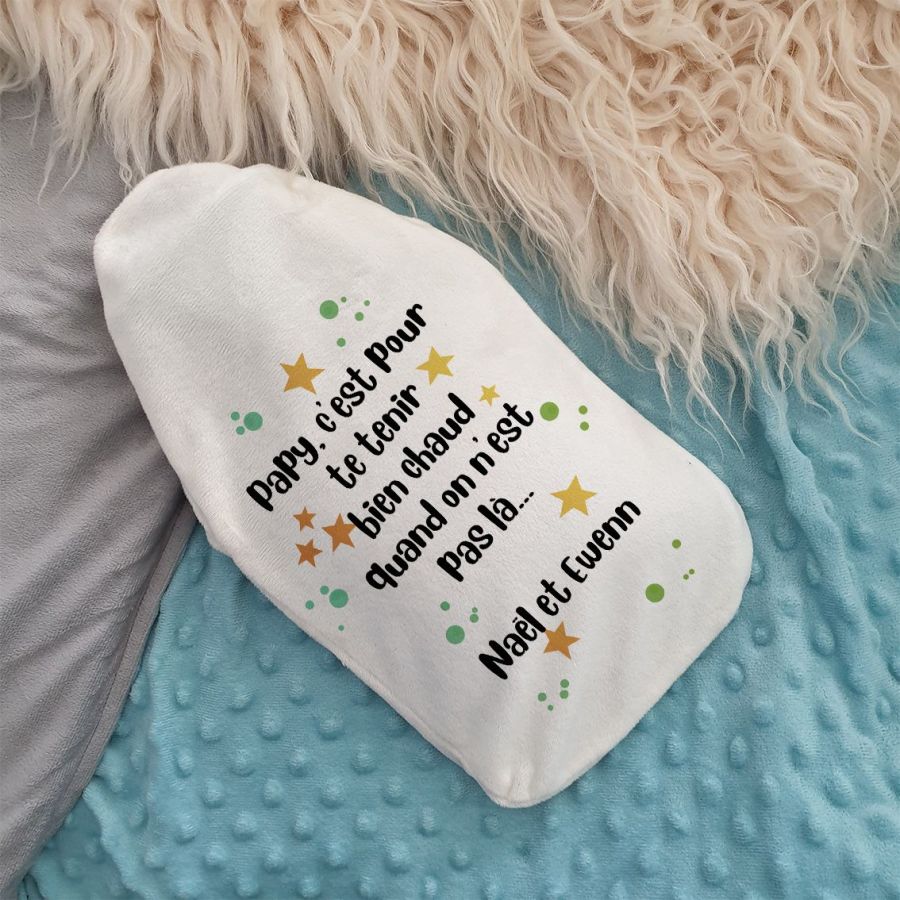 Papy, c'est pour
te tenir
bien chaud
quand on n'est
pas là...
Naël et Ewenn